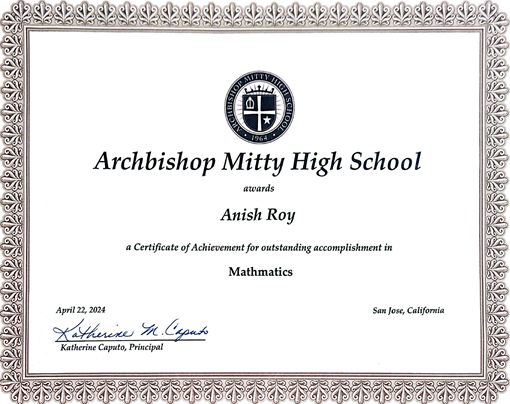 ARCHBISHOP MITTY HIGH SCHOOL
1964
Archbishop Mitty High School
awards
Anish Roy
a Certificate of Achievement for outstanding accomplishment in
Mathmatics
April 22, 2024
San Jose, California
Katherine M. Caputo
Katherine Caputo, Principal